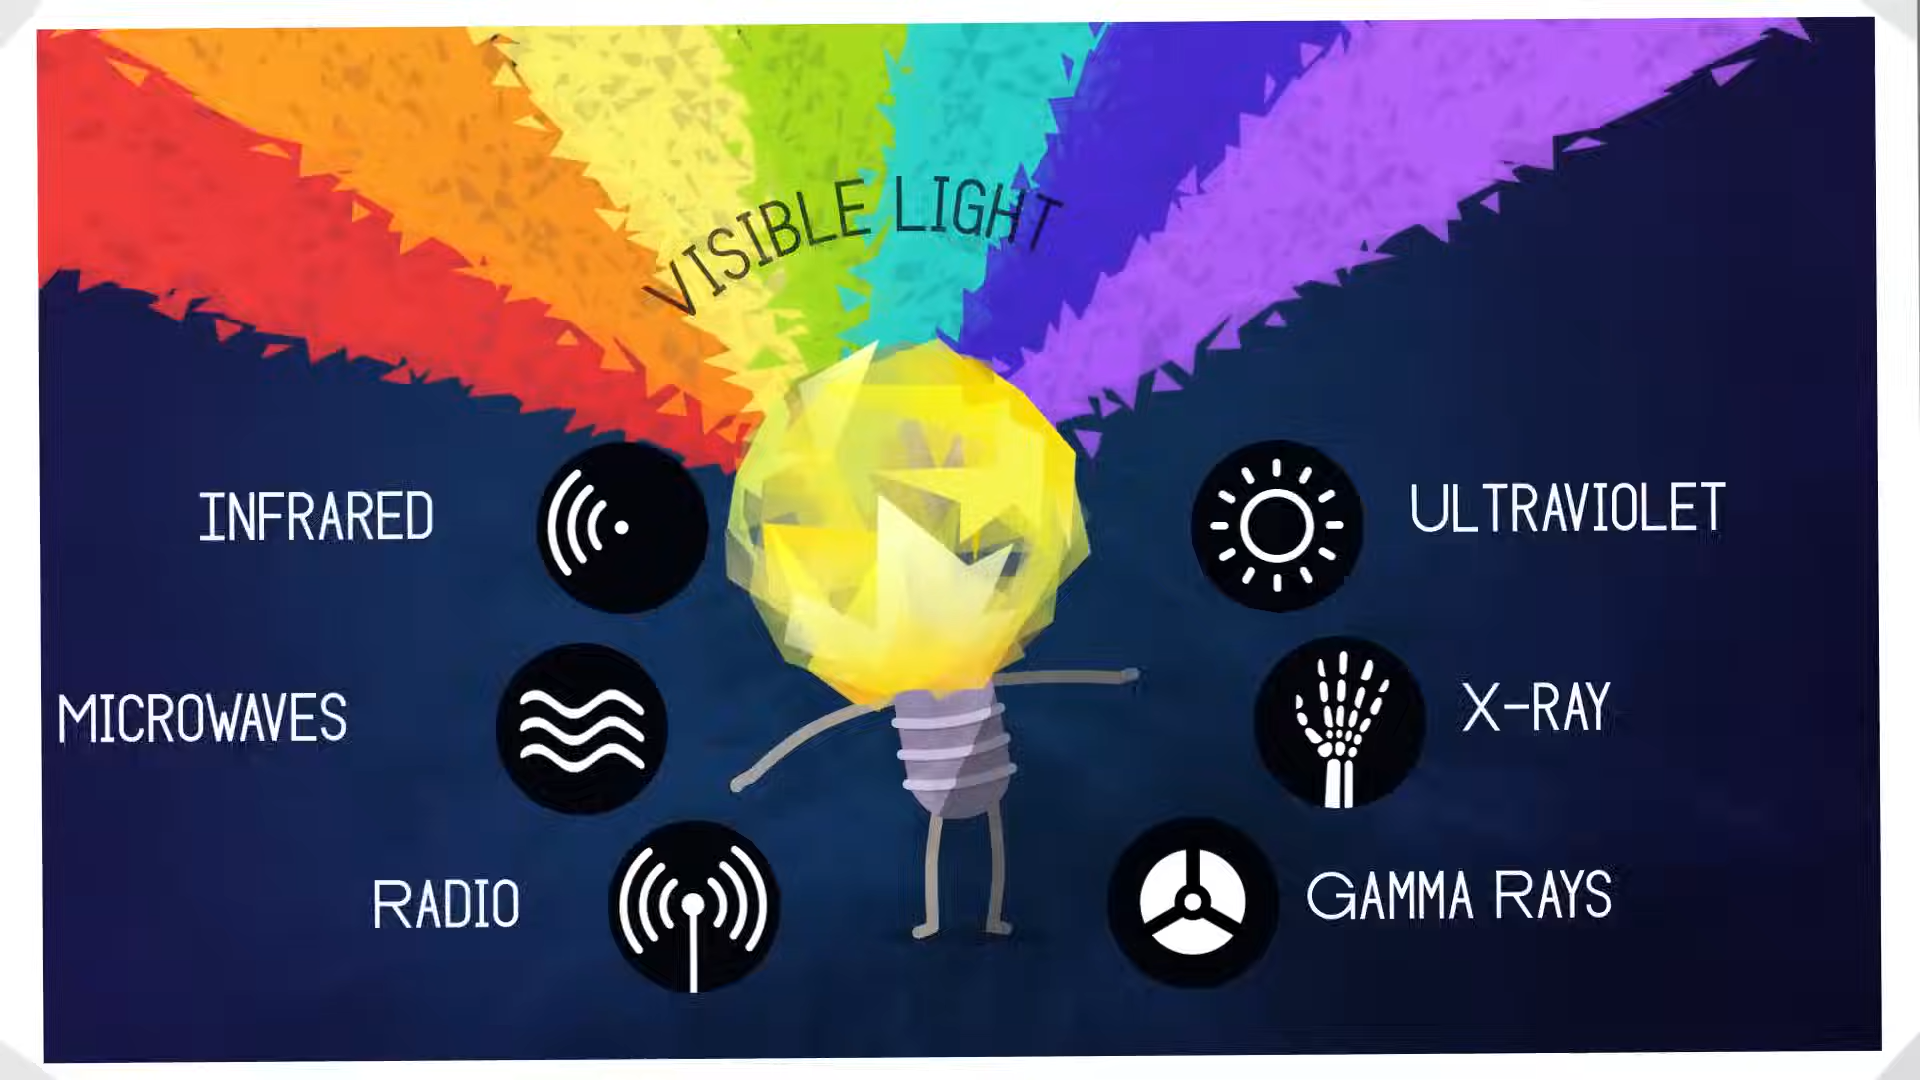 VISIBLE LIGHT
INFRARED
ULTRAVIOLET
MICROWAVES
X-RAY
RADIO
GAMMA RAYS